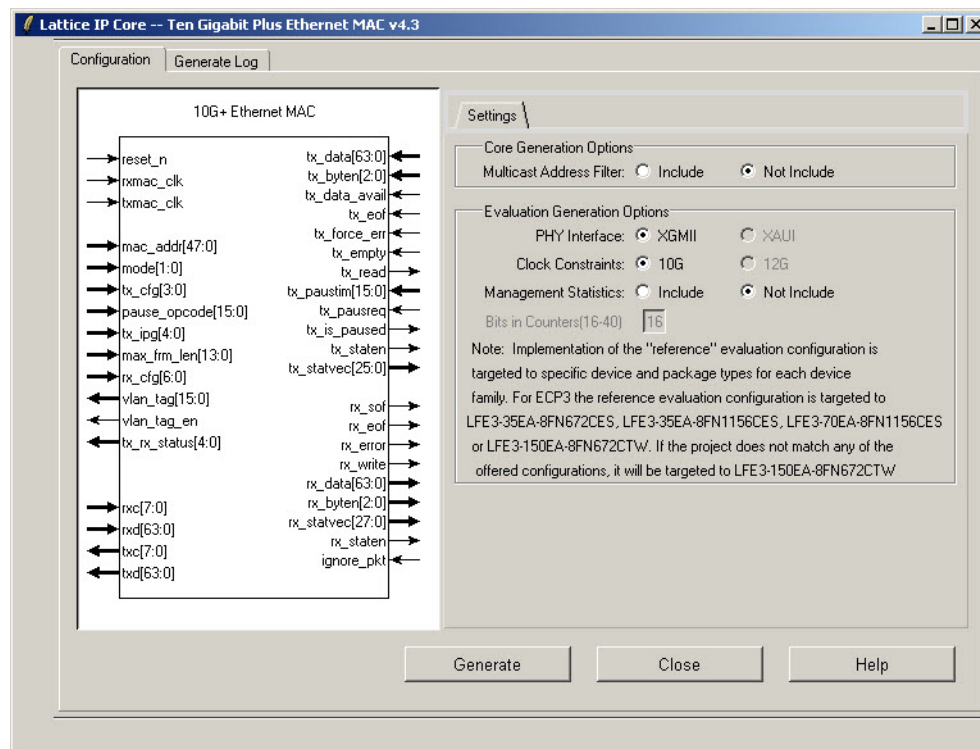 Lattice IP Core -- Ten Gigabit Plus Ethernet MAC v4.3
Configuration
Generate Log
10G+ Ethernet MAC
reset_n
rxmac_clk
txmac_clk
mac_addr[47:0]
mode[1:0]
tx_cfg[3:0]
pause_opcode[15:0]
tx_ipg[4:0]
max_frm_len[13:0]
rx_cfg[6:0]
vlan_tag[15:0]
vlan_tag_en
tx_rx_status[4:0]
rxc[7:0]
rxd[63:0]
txc[7:0]
txd[63:0]
tx_data[63:0]
tx_byten[2:0]
tx_data_avail
tx_eof
tx_force_err
tx_empty
tx_read
tx_paustim[15:0]
tx_pausreq
tx_is_paused
tx_staten
tx_statvec[25:0]
rx_sof
rx_eof
rx_error
rx_write
rx_data[63:0]
rx_byten[2:0]
rx_statvec[27:0]
rx_staten
ignore_pkt
Settings
Core Generation Options
Multicast Address Filter: Include Not Include
Evaluation Generation Options
PHY Interface: XGMII XAUI
Clock Constraints: 10G 12G
Management Statistics: Include Not Include
Bits in Counters(16-40) 16
Note: Implementation of the "reference" evaluation configuration is
targeted to specific device and package types for each device
family. For ECP3 the reference evaluation configuration is targeted to
LFE3-35EA-8FN672CES, LFE3-35EA-8FN1156CES, LFE3-70EA-8FN1156CES
or LFE3-150EA-8FN672CTW. If the project does not match any of the
offered configurations, it will be targeted to LFE3-150EA-8FN672CTW
Generate
Close
Help